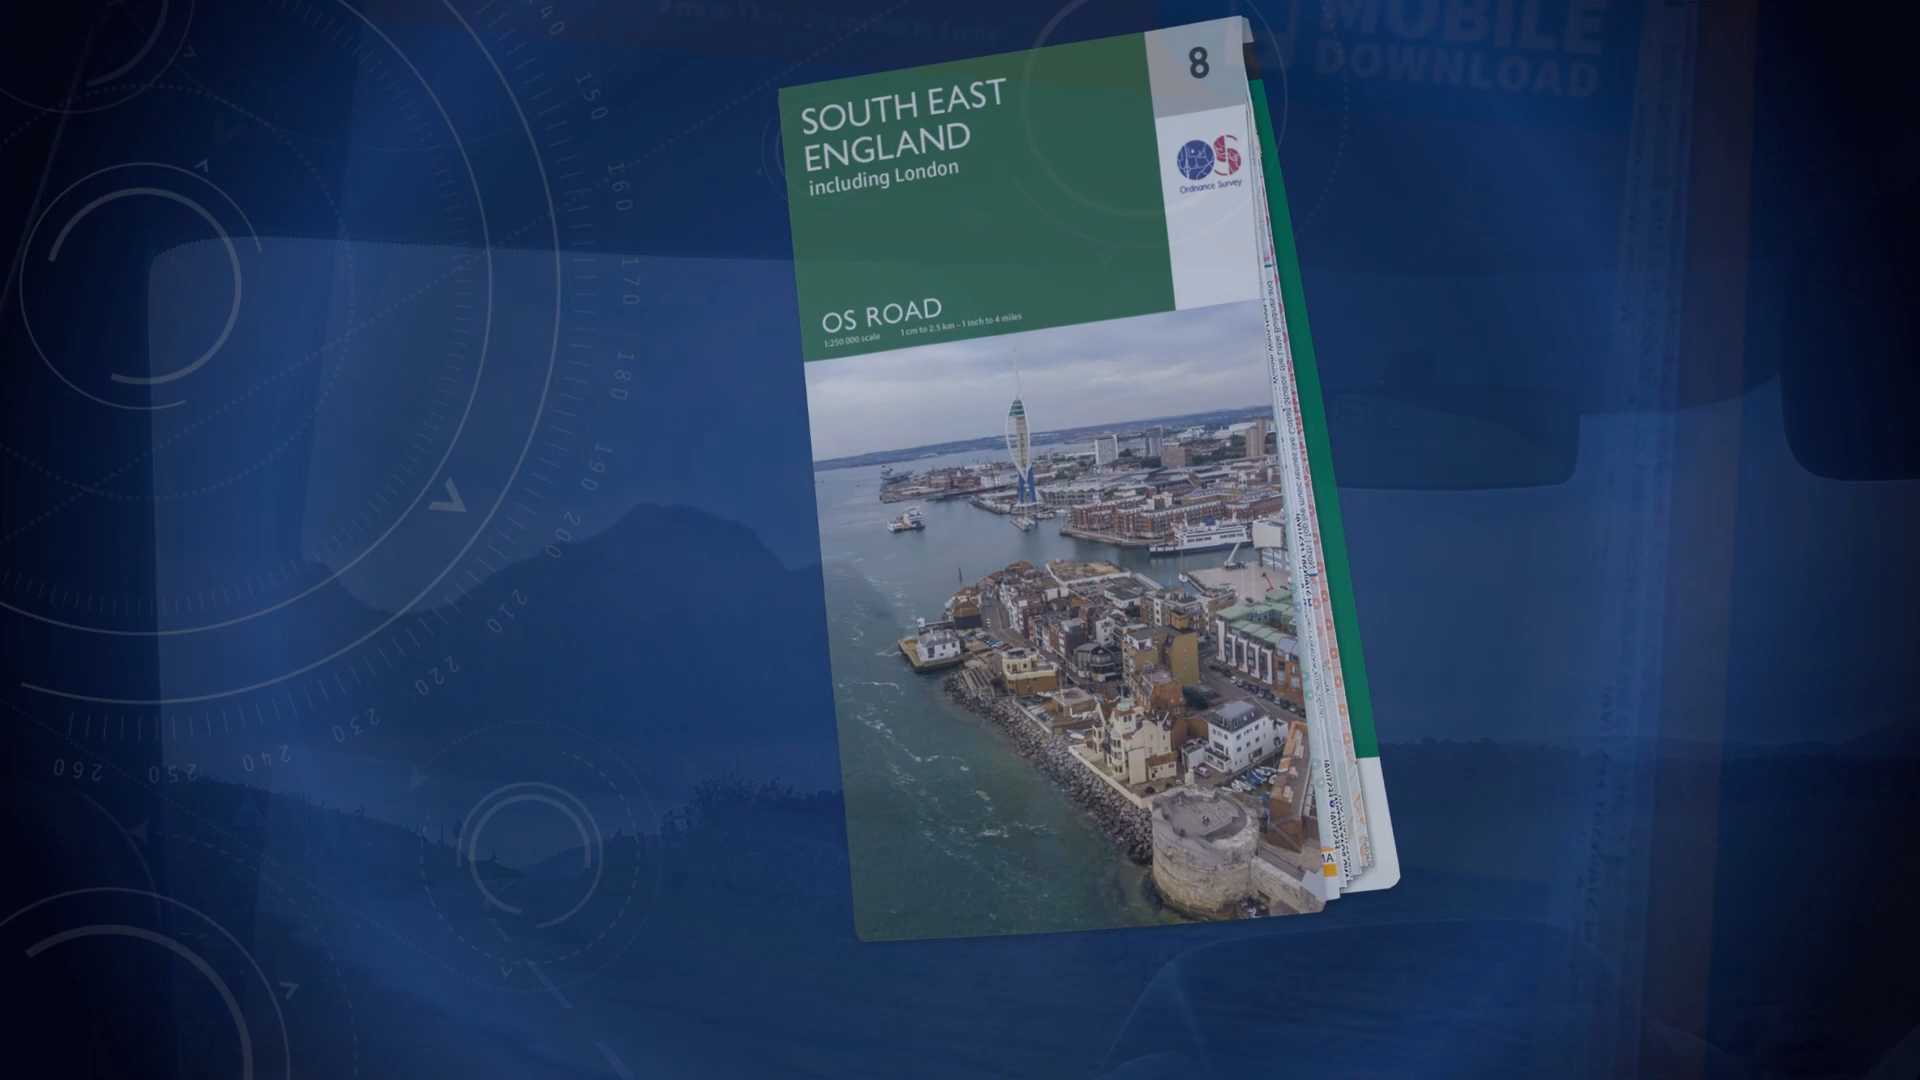 MOBILE
DOWNLOAD
8
SOUTH EAST
ENGLAND
including London
Ordnance Survey
OS ROAD
1:250 000 scale 1 cm to 2.5 km – 1 inch to 4 miles
140
150
160
170
180
190
200
210
220
230
240
250
260